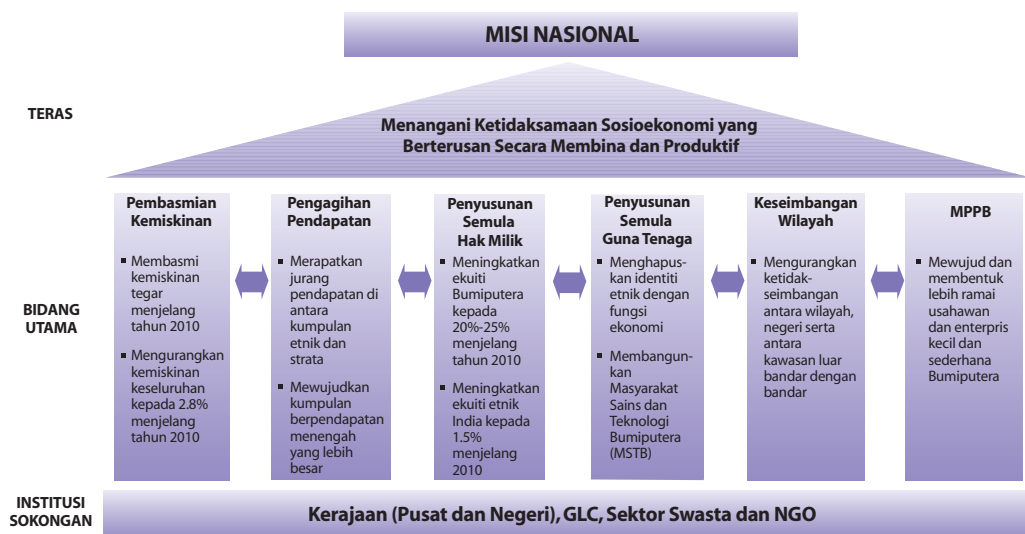 MISI NASIONAL
TERAS
Menangani Ketidaksamaan Sosioekonomi yang
Berterusan Secara Membina dan Produktif
BIDANG
UTAMA
Pembasmian
Kemiskinan
▪ Membasmi
kemiskinan
tegar
menjelang
tahun 2010
▪ Mengurangkan
kemiskinan
keseluruhan
kepada 2.8%
menjelang
tahun 2010
Pengagihan
Pendapatan
▪ Merapatkan
jurang
pendapatan di
antara
kumpulan
etnik dan
strata
▪ Mewujudkan
kumpulan
berpendapatan
menengah
yang lebih
besar
Penyusunan
Semula
Hak Milik
▪ Meningkatkan
ekuiti
Bumiputera
kepada
20%-25%
menjelang
tahun 2010
▪ Meningkatkan
ekuiti etnik
India kepada
1.5%
menjelang
2010
Penyusunan
Semula
Guna Tenaga
▪ Menghapus-
kan identiti
etnik dengan
fungsi
ekonomi
▪ Membangun-
kan
Masyarakat
Sains dan
Teknologi
Bumiputera
(MSTB)
Keseimbangan
Wilayah
▪ Mengurangkan
ketidak-
seimbangan
antara wilayah,
negeri serta
antara
kawasan luar
bandar dengan
bandar
MPPB
▪ Mewujud dan
membentuk
lebih ramai
usahawan
dan enterpris
kecil dan
sederhana
Bumiputera
INSTITUSI
SOKONGAN
Kerajaan (Pusat dan Negeri), GLC, Sektor Swasta dan NGO